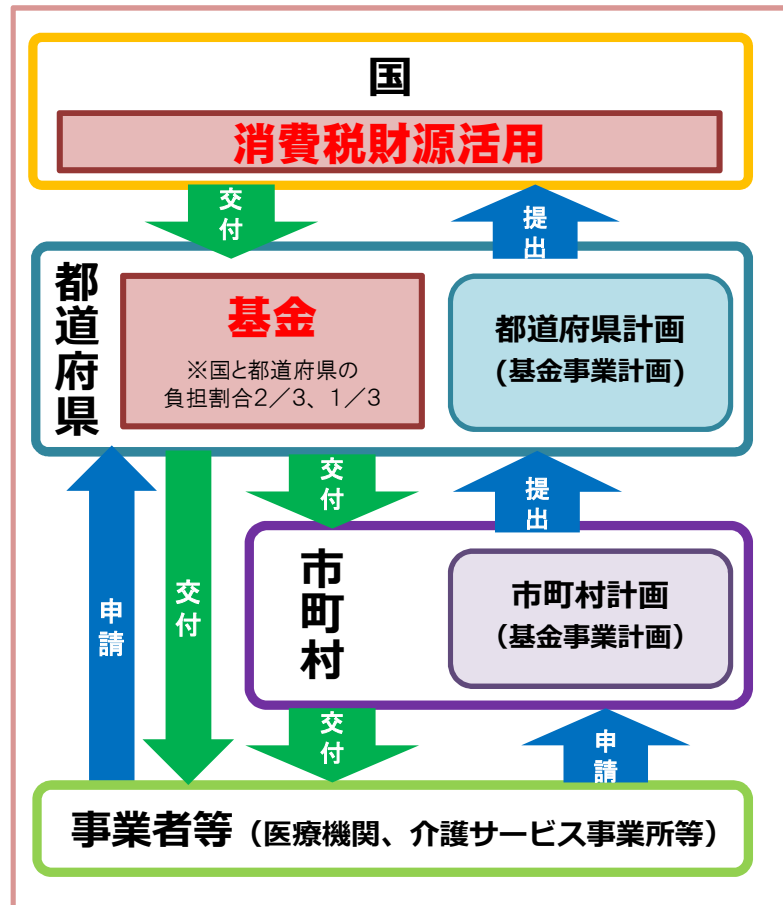 国
消費税財源活用
交付
提出
都道府県
基金
※国と都道府県の
負担割合2／3、1／3
都道府県計画
(基金事業計画)
申請
交付
交付
提出
市町村
市町村計画
（基金事業計画）
交付
申請
事業者等（医療機関、介護サービス事業所等）